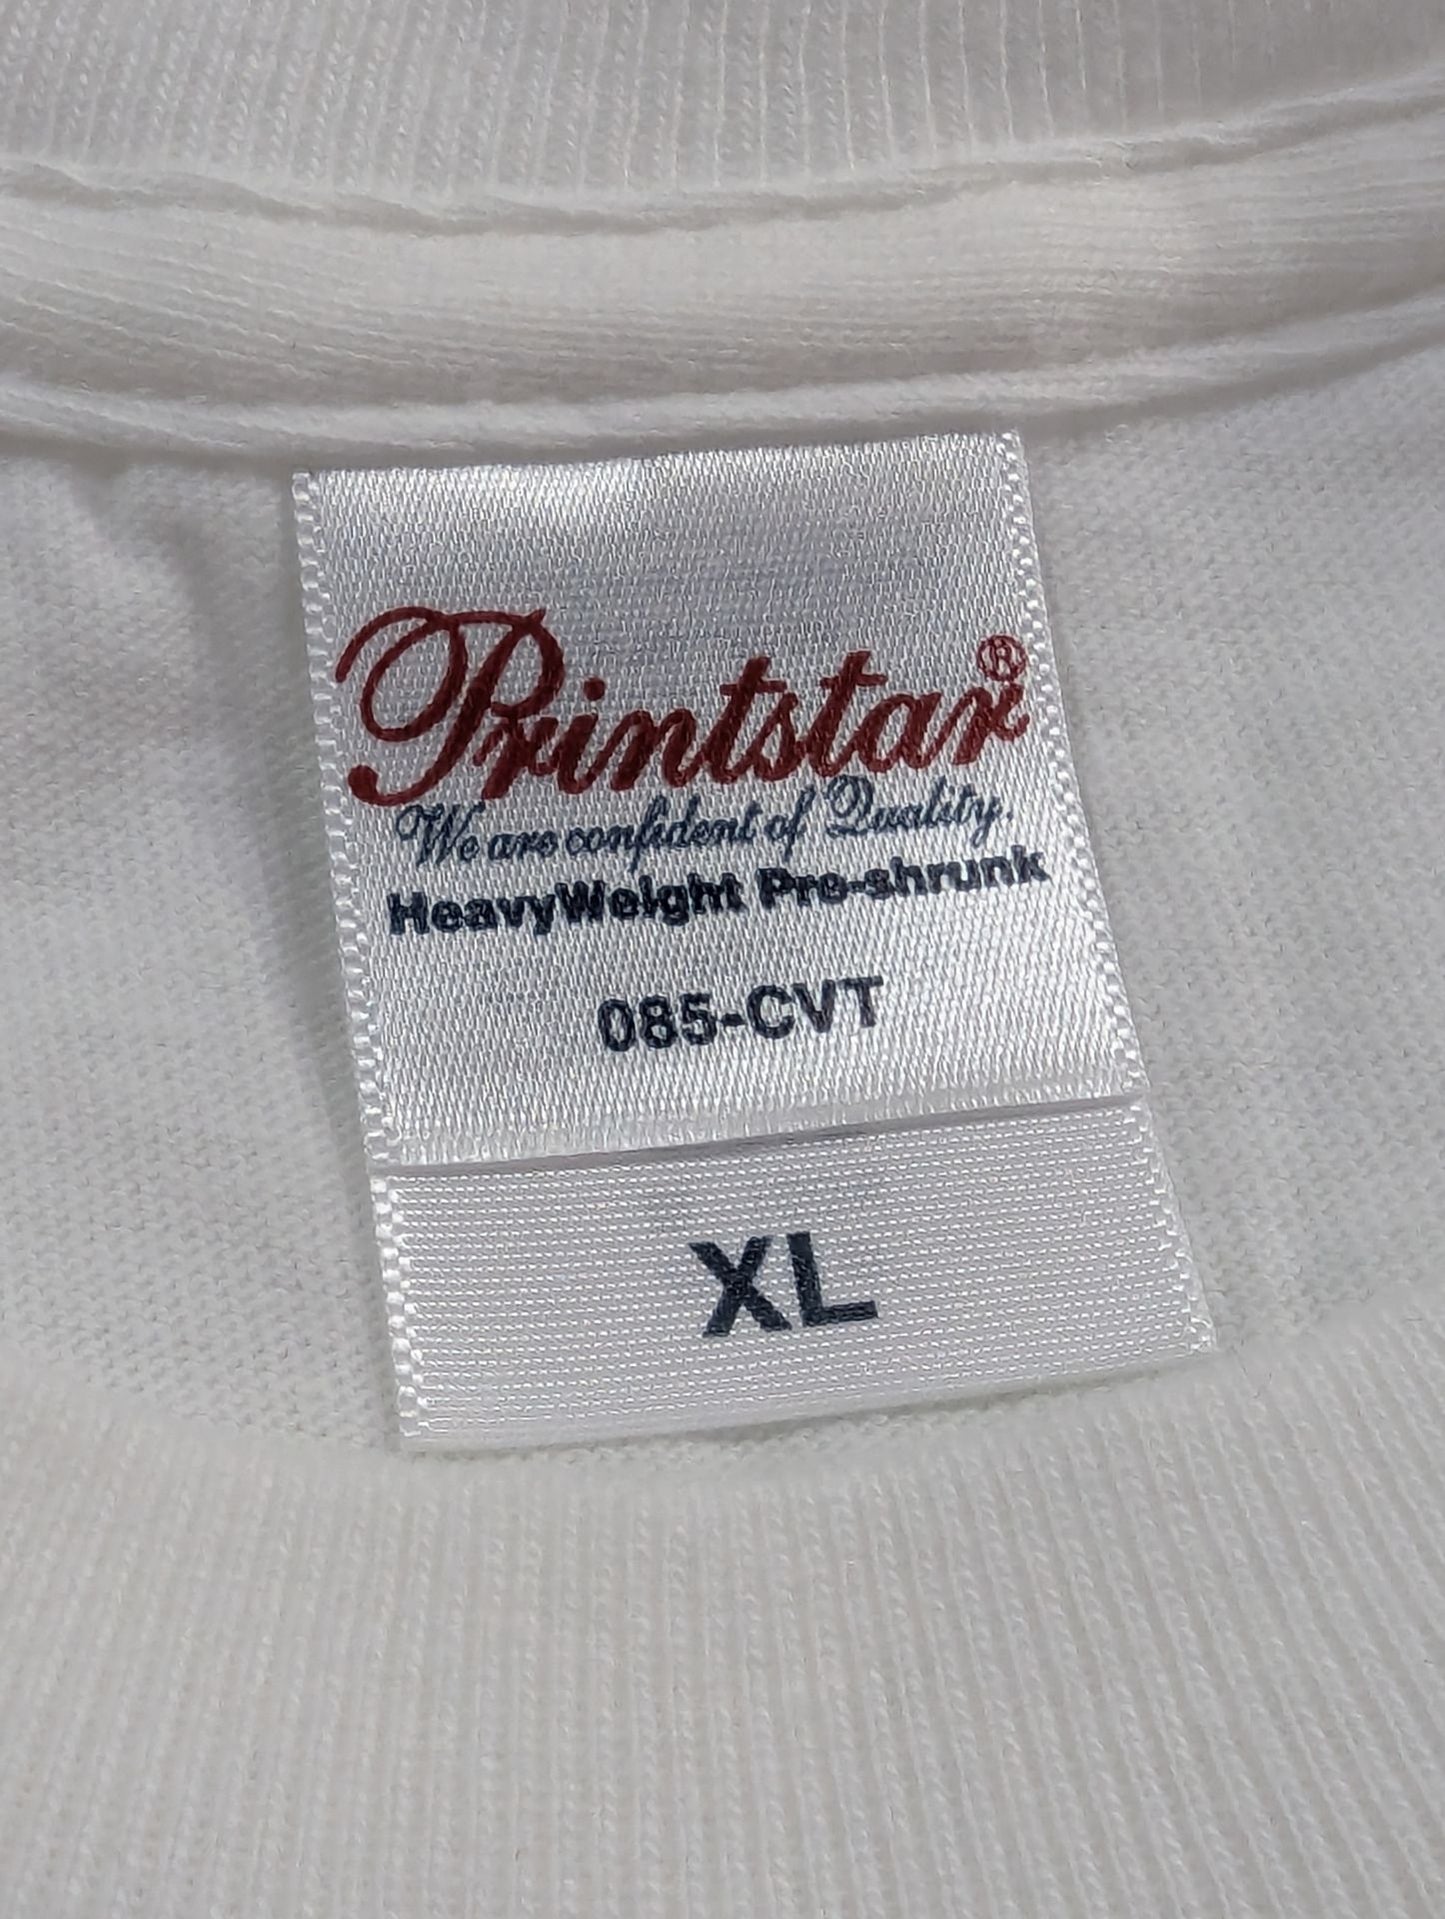 Printstar®
We are confident of Quality.
HeavyWeight Pre-shrunk
085-CVT
XL